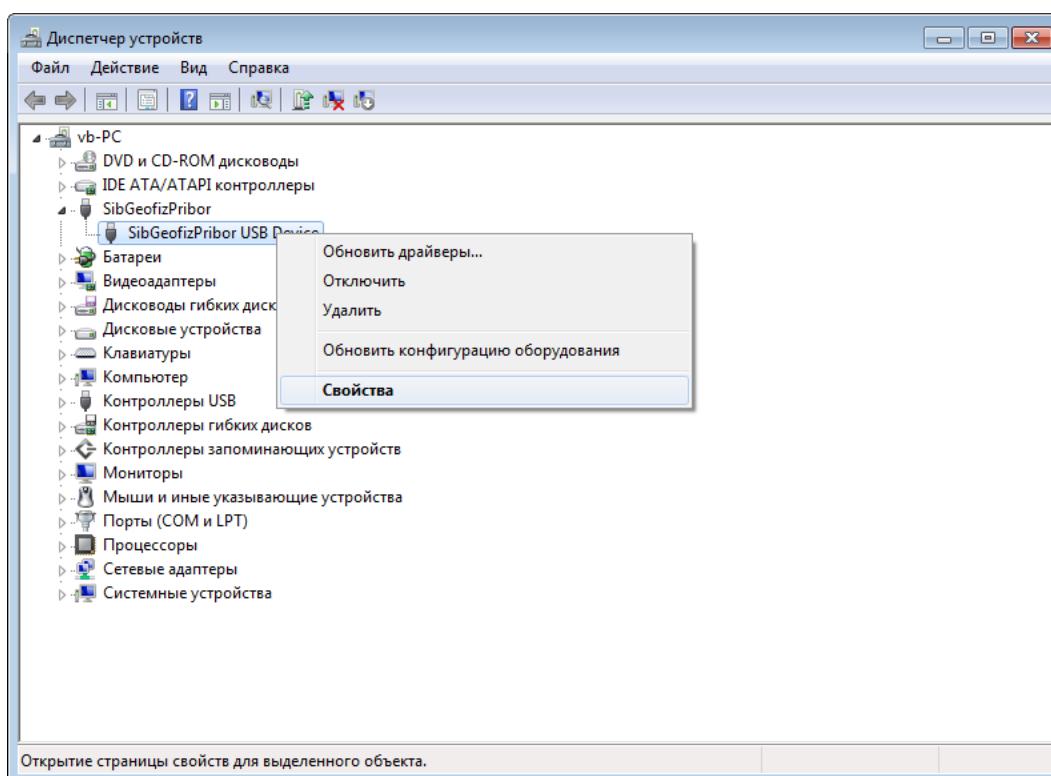 Диспетчер устройств
Файл Действие Вид Справка
vb-PC
DVD и CD-ROM дисководы
IDE ATA/ATAPI контроллеры
SibGeofizPribor
SibGeofizPribor USB Device
Батареи
Видеоадаптеры
Дисководы гибких диск
Дисковые устройства
Клавиатуры
Компьютер
Контроллеры USB
Контроллеры гибких дисков
Контроллеры запоминающих устройств
Мониторы
Мыши и иные указывающие устройства
Порты (COM и LPT)
Процессоры
Сетевые адаптеры
Системные устройства
Обновить драйверы...
Отключить
Удалить
Обновить конфигурацию оборудования
Свойства
Открытие страницы свойств для выделенного объекта.